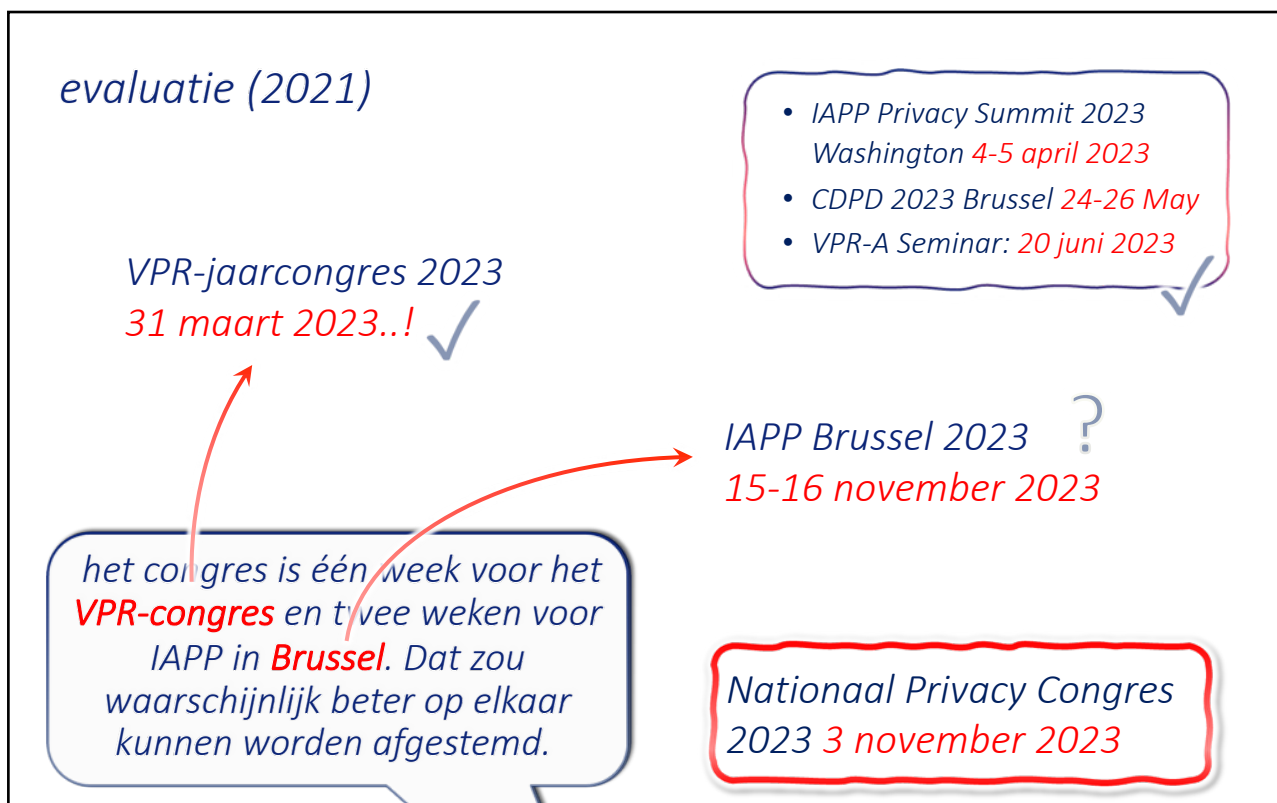 evaluatie (2021)
• IAPP Privacy Summit 2023
Washington 4-5 april 2023
• CDPD 2023 Brussel 24-26 May
• VPR-A Seminar: 20 juni 2023
VPR-jaarcongres 2023
31 maart 2023..!
IAPP Brussel 2023 ?
15-16 november 2023
het congres is één week voor het
VPR-congres en twee weken voor
IAPP in Brussel. Dat zou
waarschijnlijk beter op elkaar
kunnen worden afgestemd.
Nationaal Privacy Congres
2023 3 november 2023